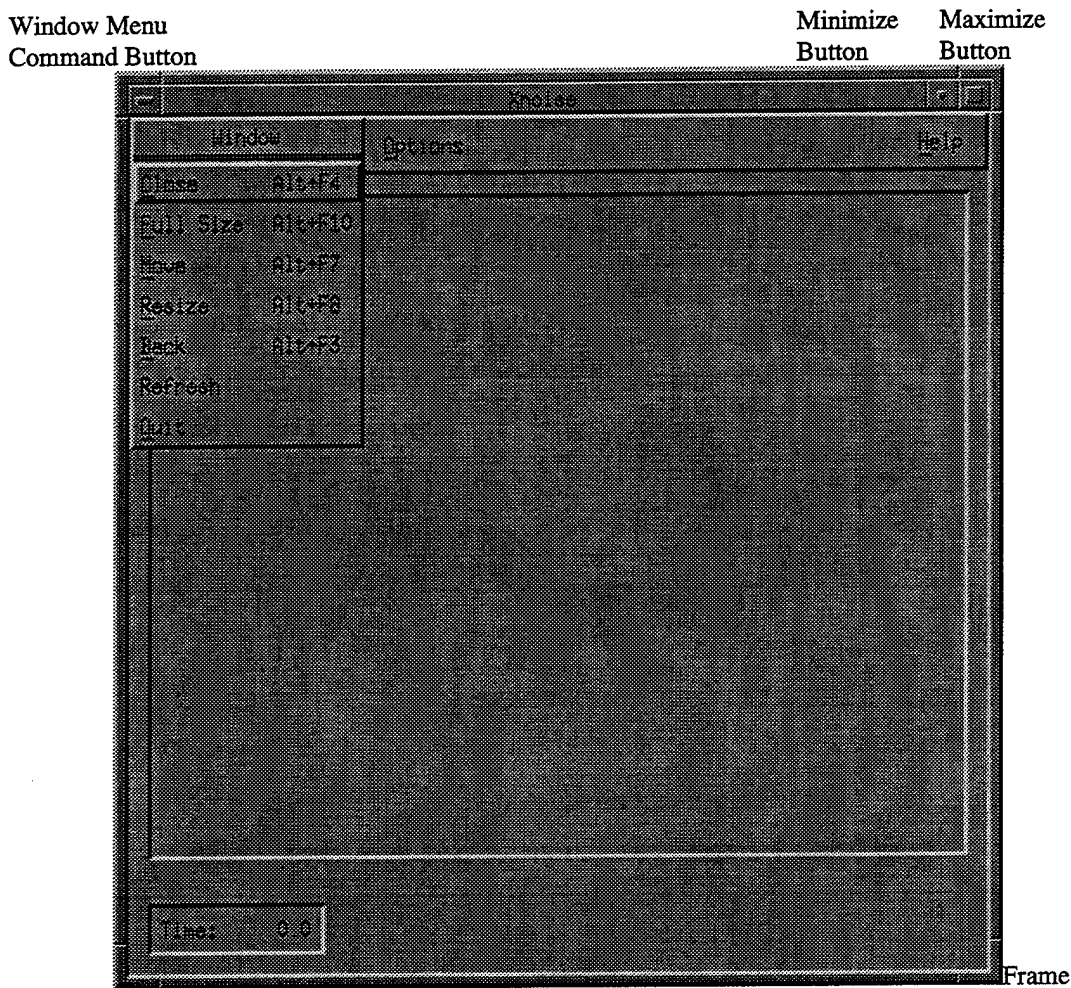 Window Menu
Command Button
Minimize
Button
Maximize
Button
Xnoise
Window
Options
Help
Close Alt+F4
Full Size Alt+F10
Move Alt+F7
Resize Alt+F8
Back Alt+F3
Refresh
Quit
Time: 0.0
Frame